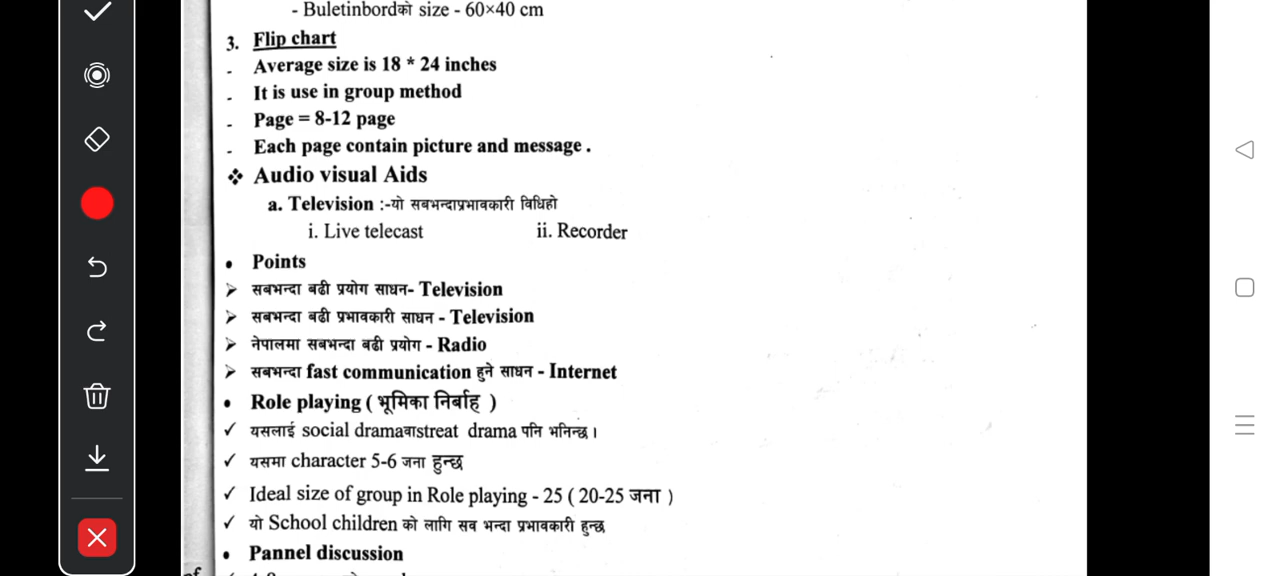 - Buletinbordको size - 60×40 cm
3. Flip chart
- Average size is 18 * 24 inches
- It is use in group method
- Page = 8-12 page
- Each page contain picture and message .
❖ Audio visual Aids
a. Television :-यो सबभन्दाप्रभावकारी विधिहो
i. Live telecast ii. Recorder
• Points
➢ सबभन्दा बढी प्रयोग साधन- Television
➢ सबभन्दा बढी प्रभावकारी साधन - Television
➢ नेपालमा सबभन्दा बढी प्रयोग - Radio
➢ सबभन्दा fast communication हुने साधन - Internet
• Role playing ( भूमिका निर्बाह )
✓ यसलाई social dramaवाstreat drama पनि भनिन्छ।
✓ यसमा character 5-6 जना हुन्छ
✓ Ideal size of group in Role playing - 25 ( 20-25 जना )
✓ यो School children को लागि सव भन्दा प्रभावकारी हुन्छ
• Pannel discussion